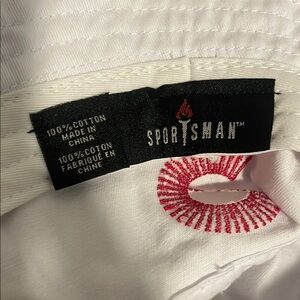 100% COTTON
MADE IN
CHINA
100% COTON
FABRIQUÉ EN
CHINE
SPORTSMAN™